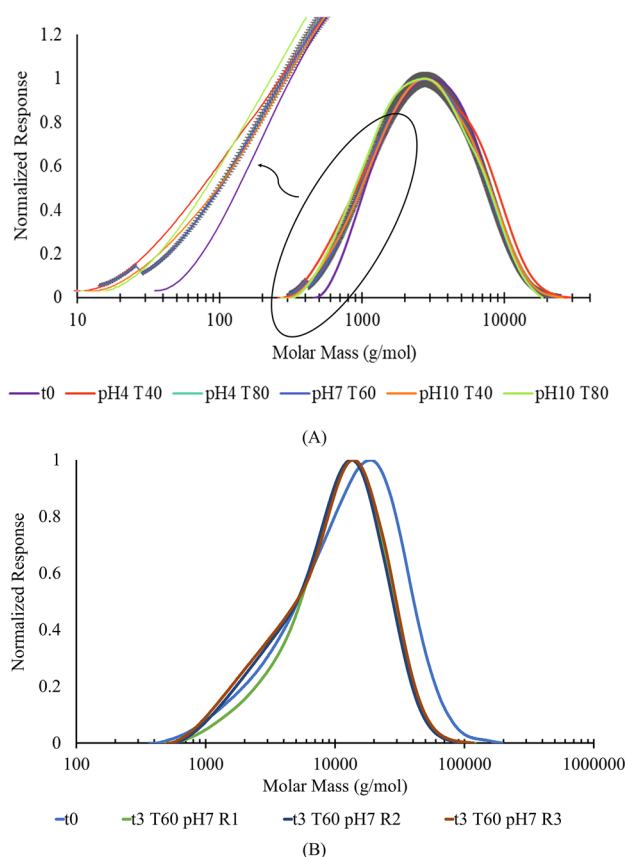 1.2
1
0.8
0.6
0.4
0.2
0
Normalized Response
10 100 1000 10000
Molar Mass (g/mol)
t0 pH4 T40 pH4 T80 pH7 T60 pH10 T40 pH10 T80
(A)
1
0.8
0.6
0.4
0.2
0
Normalized Response
100 1000 10000 100000 1000000
Molar Mass (g/mol)
t0 t3 T60 pH7 R1 t3 T60 pH7 R2 t3 T60 pH7 R3
(B)